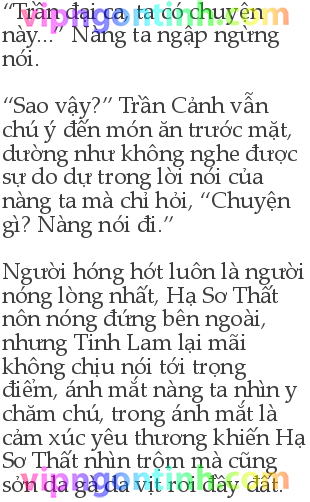 “Trần đại ca, ta có chuyện
này...” Nàng ta ngập ngừng
nói.
“Sao vậy?” Trần Cảnh vẫn
chú ý đến món ăn trước mặt,
dường như không nghe được
sự do dự trong lời nói của
nàng ta mà chỉ hỏi, “Chuyện
gì? Nàng nói đi.”
Người hóng hớt luôn là người
nóng lòng nhất, Hạ Sơ Thất
nôn nóng đứng bên ngoài,
nhưng Tinh Lam lại mãi
không chịu nói tới trọng
điểm, ánh mắt nàng ta nhìn y
chăm chú, trong ánh mắt là
cảm xúc yêu thương khiến Hạ
Sơ Thất nhìn trộm mà cũng
sởn da gà da vịt rơi đầy đất.
vipngontinh.com
vipngontinh.com